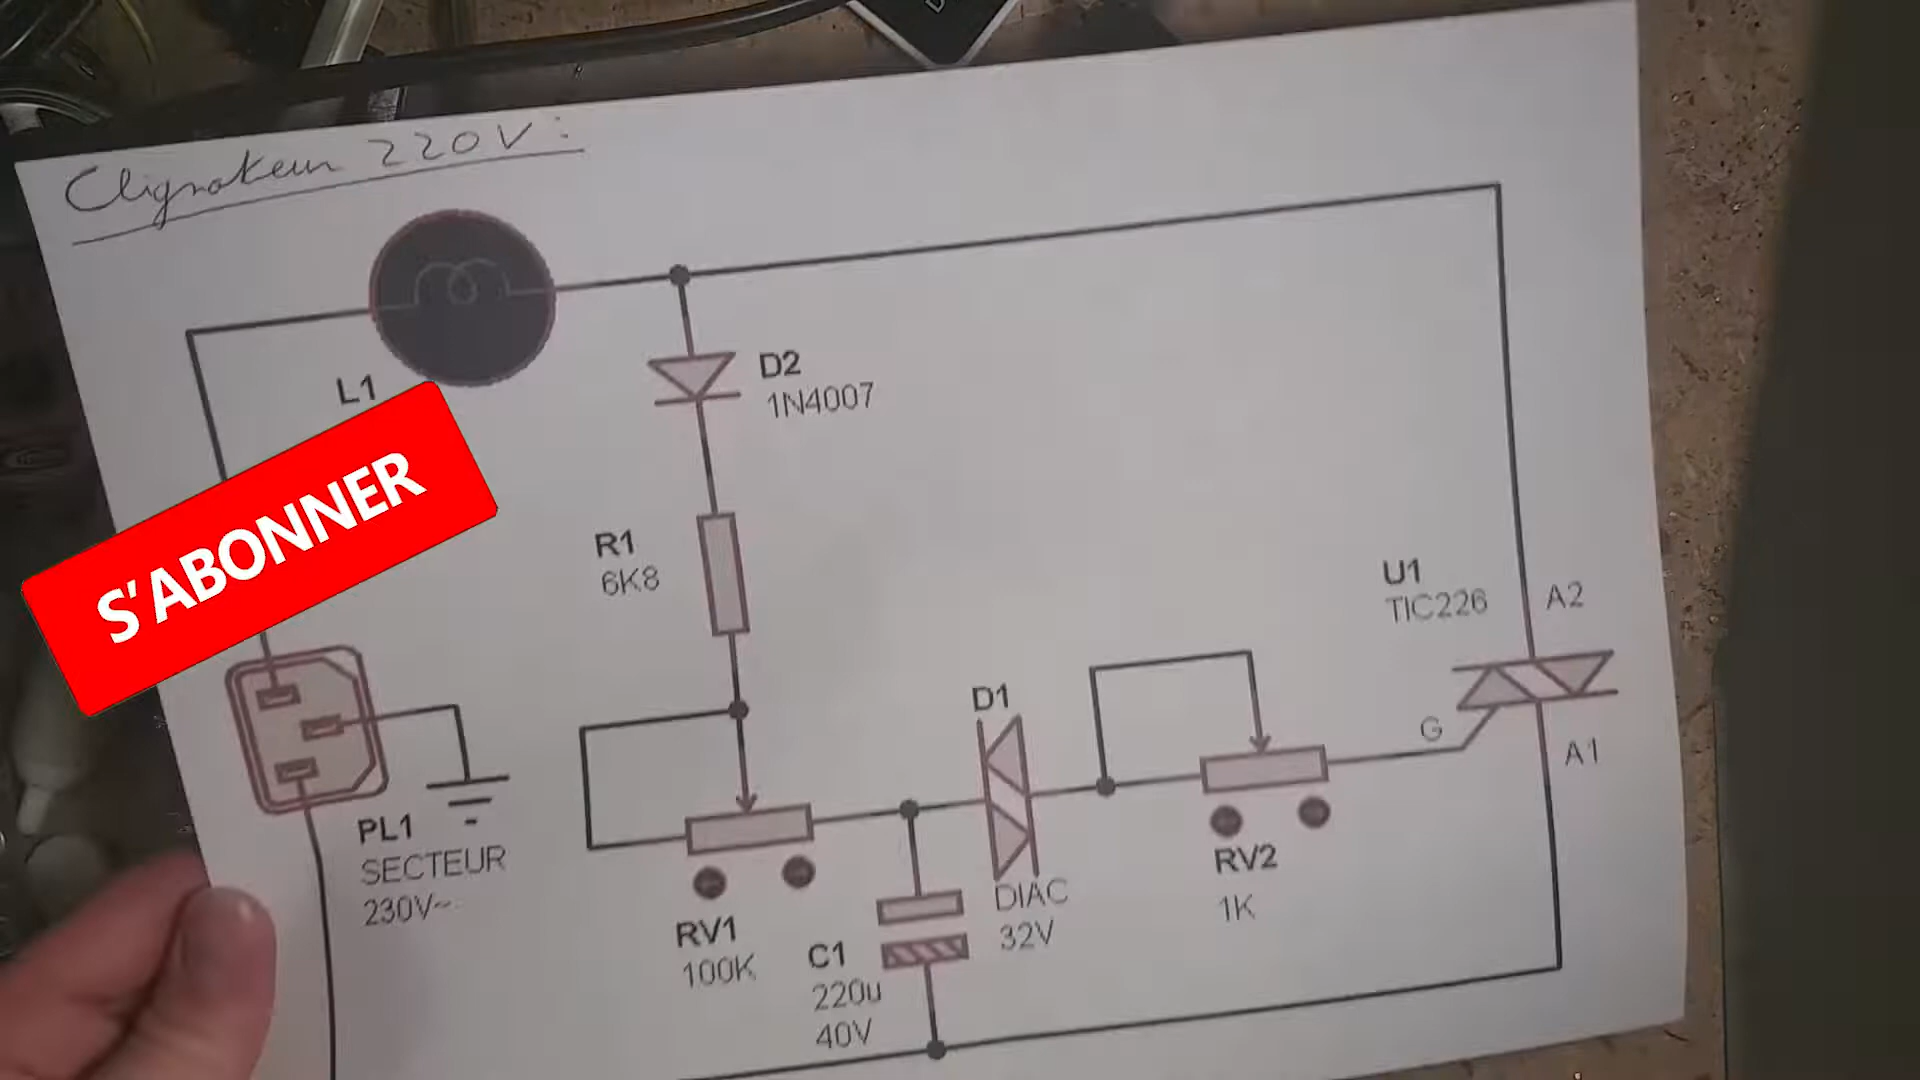 Clignoteur 220V:
L1
D2
1N4007
S'ABONNER
R1
6K8
U1
TIC226
A2
D1
G
A1
PL1
SECTEUR
230V~
RV1
100K
C1
220u
40V
DIAC
32V
RV2
1K